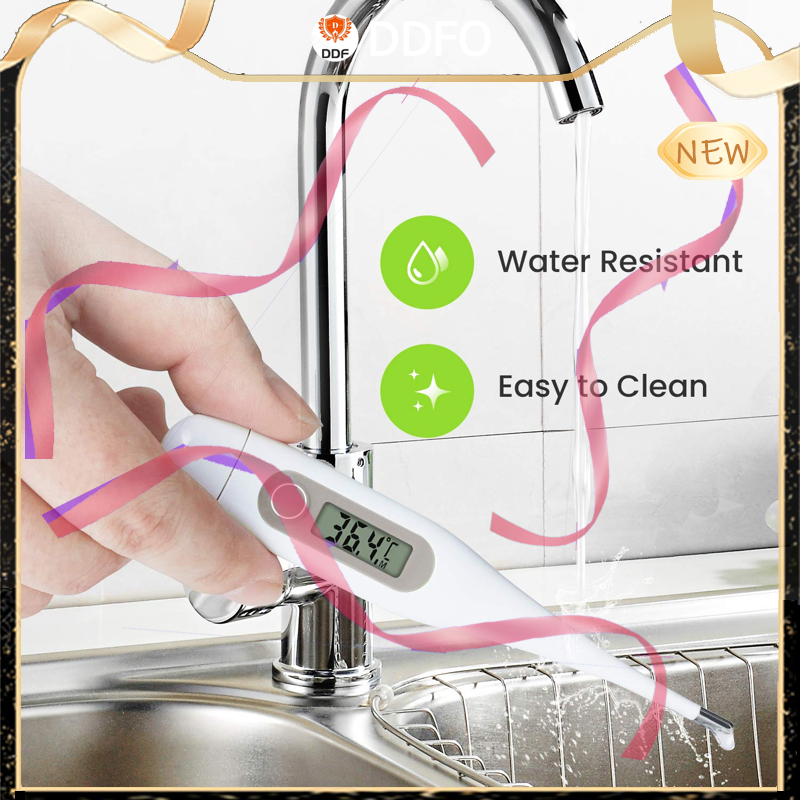 DDF DDFO
NEW
Water Resistant
Easy to Clean
36.4°C
M